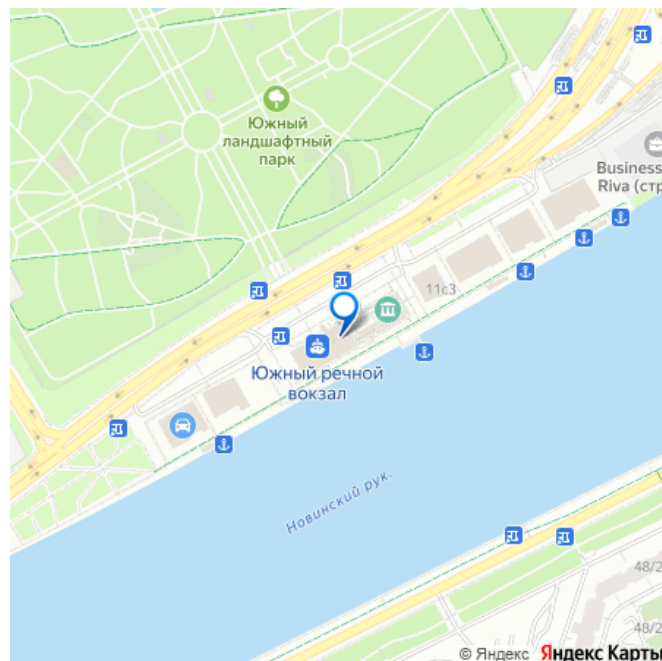 Южный
ландшафтный
парк
Business
Riva (стр
11с3
Южный речной
вокзал
Новинский рук.
48/2
48/2
© Яндекс Яндекс Карты